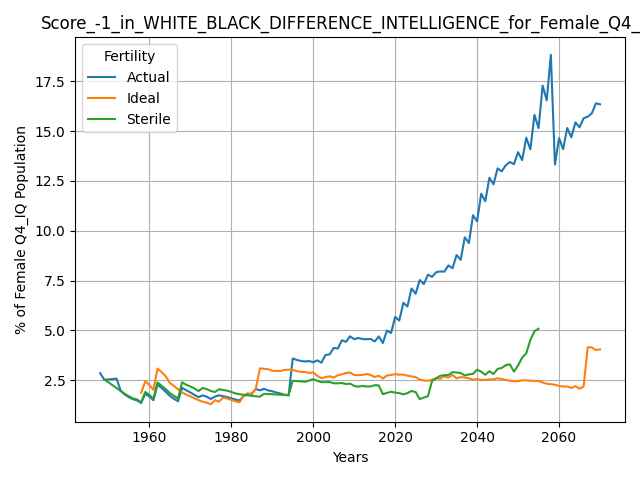 Score_-1_in_WHITE_BLACK_DIFFERENCE_INTELLIGENCE_for_Female_Q4_
Fertility
Actual
Ideal
Sterile
17.5
15.0
12.5
10.0
7.5
5.0
2.5
% of Female Q4_IQ Population
1960 1980 2000 2020 2040 2060
Years